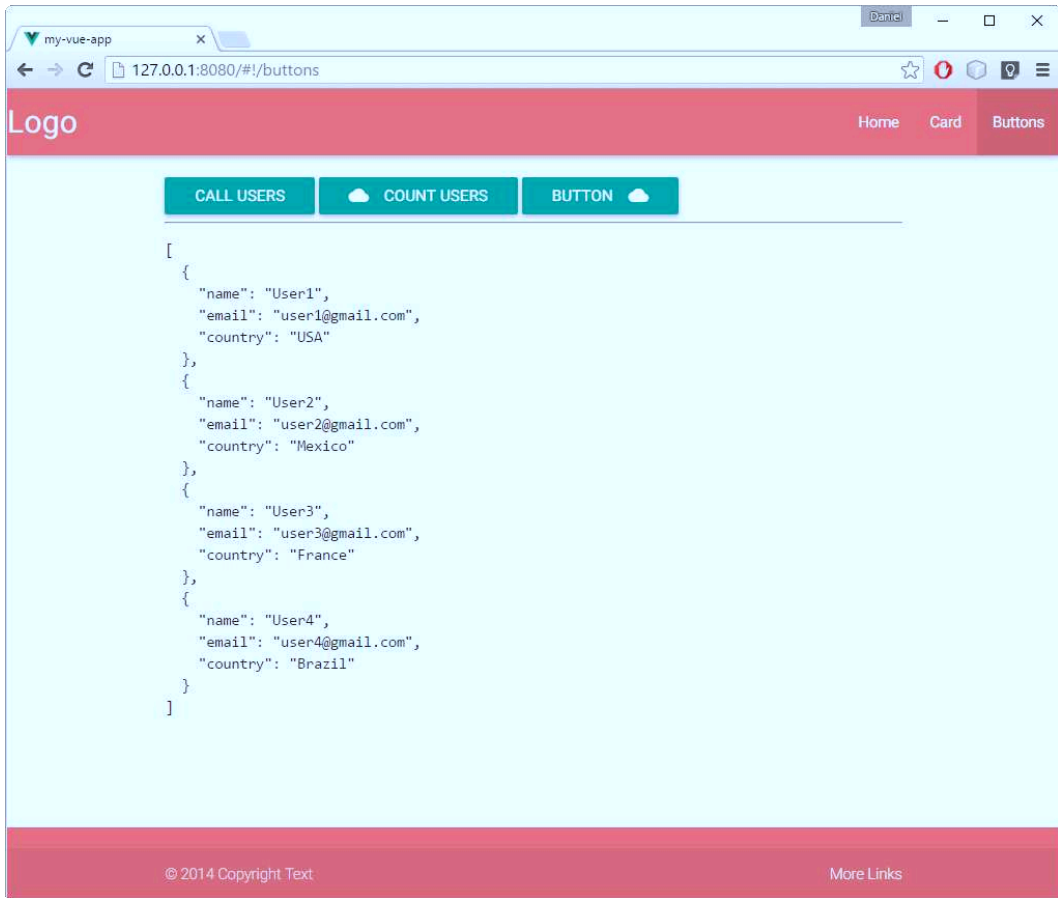 Daniel
my-vue-app
127.0.0.1:8080/#!/buttons
Logo
Home Card Buttons
CALL USERS COUNT USERS BUTTON
[
  {
    "name": "User1",
    "email": "user1@gmail.com",
    "country": "USA"
  },
  {
    "name": "User2",
    "email": "user2@gmail.com",
    "country": "Mexico"
  },
  {
    "name": "User3",
    "email": "user3@gmail.com",
    "country": "France"
  },
  {
    "name": "User4",
    "email": "user4@gmail.com",
    "country": "Brazil"
  }
]
© 2014 Copyright Text More Links